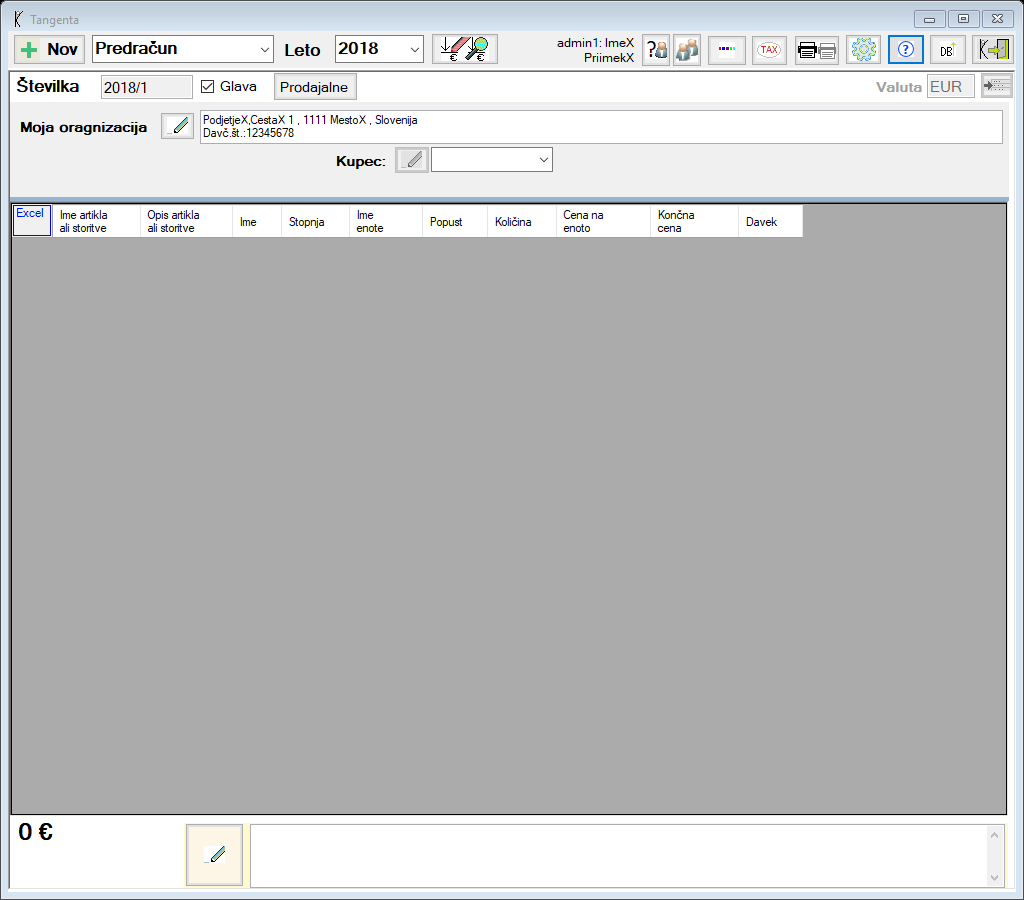 Tangenta
Nov
Predračun
Leto
2018
€
€
admin1: ImeX
PriimekX
?
TAX
?
DB
Številka
2018/1
Glava
Prodajalne
Valuta
EUR
Moja oragnizacija
PodjetjeX,CestaX 1 , 1111 MestoX , Slovenija
Davč.št.:12345678
Kupec:
Excel
Ime artikla
ali storitve
Opis artikla
ali storitve
Ime
Stopnja
Ime
enote
Popust
Količina
Cena na
enoto
Končna
cena
Davek
0 €